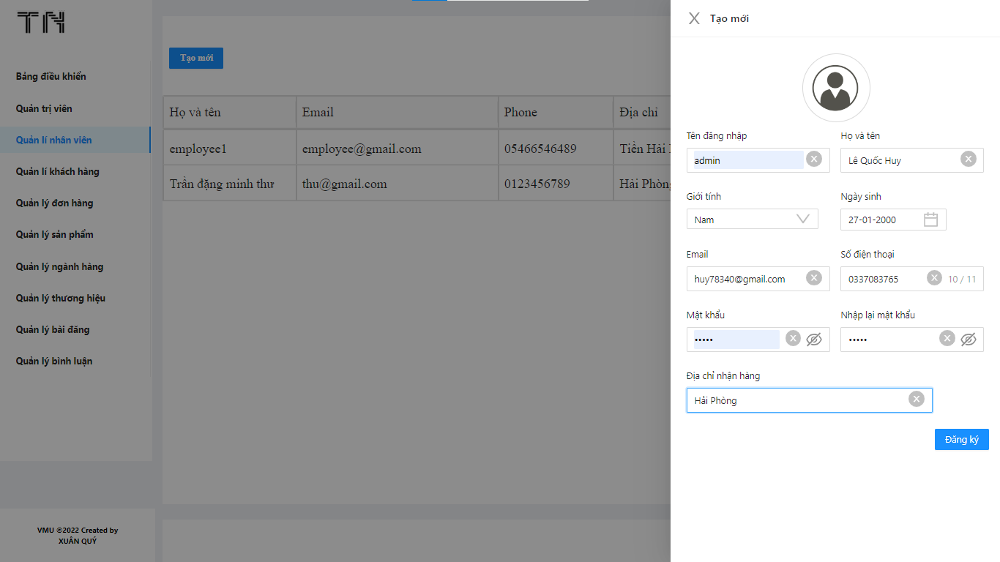 TN
Bảng điều khiển
Quản trị viên
Quản lí nhân viên
Quản lí khách hàng
Quản lý đơn hàng
Quản lý sản phẩm
Quản lý ngành hàng
Quản lý thương hiệu
Quản lý bài đăng
Quản lý bình luận
VMU ©2022 Created by
XUÂN QUÝ
Tạo mới
Họ và tên Email Phone Địa chỉ
employee1 employee@gmail.com 05466546489 Tiền Hải
Trần đặng minh thư thu@gmail.com 0123456789 Hải Phòng
Tạo mới
Tên đăng nhập Họ và tên
admin Lê Quốc Huy
Giới tính Ngày sinh
Nam 27-01-2000
Email Số điện thoại
huy78340@gmail.com 0337083765 10 / 11
Mật khẩu Nhập lại mật khẩu
••••• •••••
Địa chỉ nhận hàng
Hải Phòng
Đăng ký